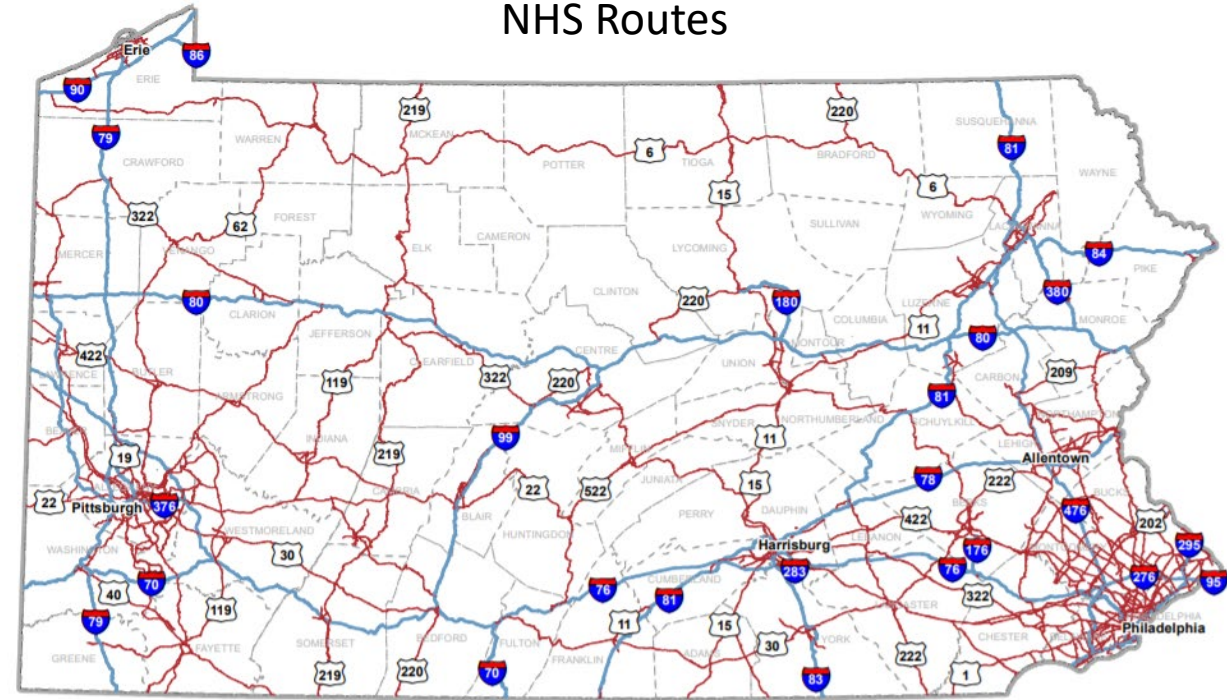 NHS Routes
Erie
86
ERIE
90
219
220
79
WARREN
MCKEAN
SUSQUEHANNA
81
6
CRAWFORD
POTTER
TIOGA
BRADFORD
WAYNE
15
6
322
62
FOREST
WYOMING
SULLIVAN
CAMERON
ELK
LYCOMING
MERCER
VENANGO
84
PIKE
CLINTON
380
80
220
180
LUZERNE
CLARION
COLUMBIA
MONROE
JEFFERSON
11
80
MONTOUR
422
CENTRE
CLEARFIELD
UNION
BUTLER
119
322
220
209
CARBON
81
ARMSTRONG
NORTHUMBERLAND
NORTHAMPTON
SNYDER
SCHUYLKILL
99
11
INDIANA
MIFFLIN
LEHIGH
19
219
Allentown
JUNIATA
78
222
22
22
522
15
BUCKS
Pittsburgh
376
BLAIR
476
PERRY
DAUPHIN
422
202
WESTMORELAND
HUNTINGDON
LEBANON
Harrisburg
295
30
176
WASHINGTON
283
76
276
95
70
76
CUMBERLAND
40
81
322
119
LANCASTER
79
11
15
PHILADELPHIA
Philadelphia
SOMERSET
BEDFORD
FULTON
YORK
CHESTER
30
FAYETTE
GREENE
FRANKLIN
ADAMS
222
219
220
70
83
1